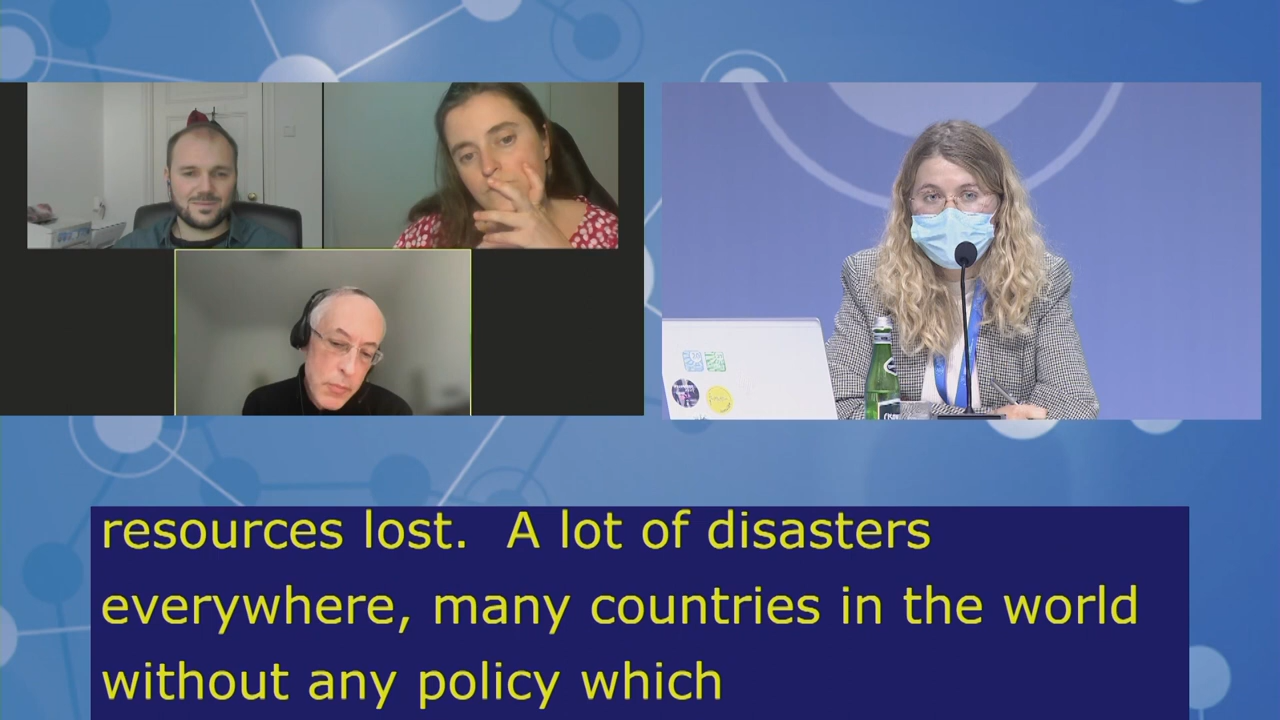 resources lost.  A lot of disasters
everywhere, many countries in the world
without any policy which